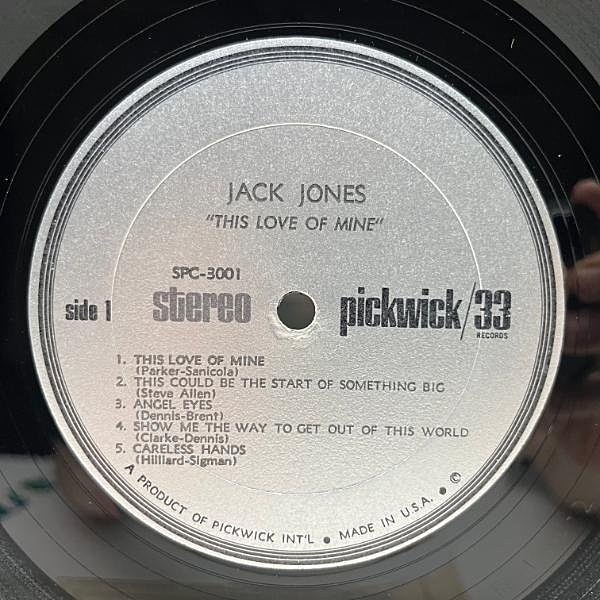 JACK JONES
"THIS LOVE OF MINE"
SPC-3001
side 1 stereo pickwick/33
RECORDS
1. THIS LOVE OF MINE
(Parker-Sanicola)
2. THIS COULD BE THE START OF SOMETHING BIG
(Steve Allen)
3. ANGEL EYES
(Dennis-Brent)
4. SHOW ME THE WAY TO GET OUT OF THIS WORLD
(Clarke-Dennis)
5. CARELESS HANDS
(Hilliard-Sigman)
A PRODUCT OF PICKWICK INT'L • MADE IN U.S.A. • ©